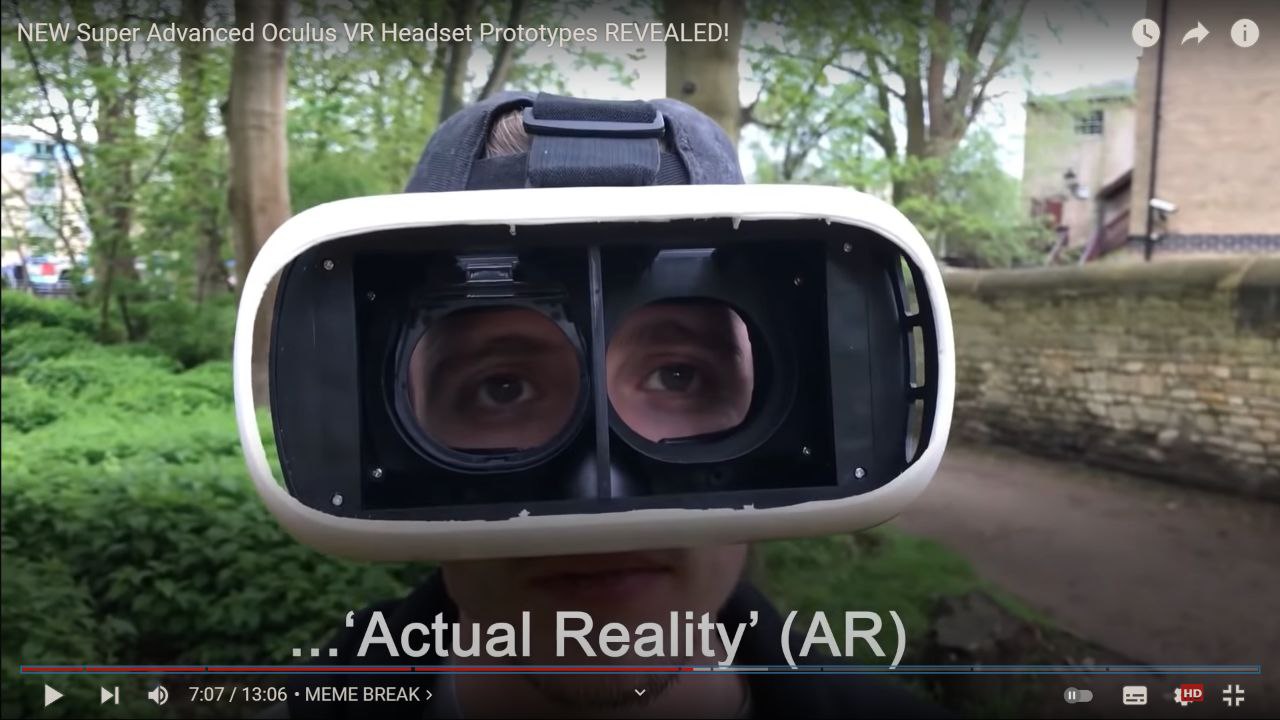 NEW Super Advanced Oculus VR Headset Prototypes REVEALED!
...‘Actual Reality’ (AR)
7:07 / 13:06 • MEME BREAK >
HD